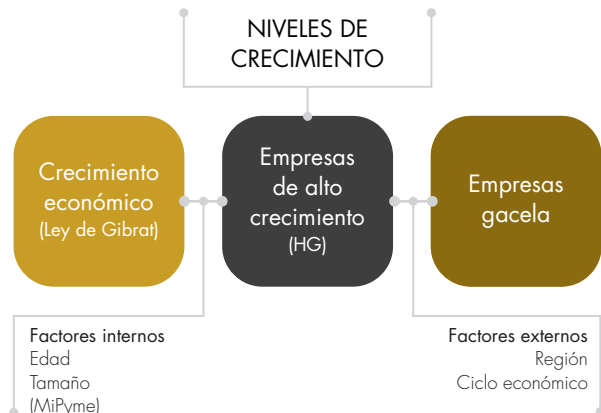 NIVELES DE
CRECIMIENTO
Crecimiento
económico
(Ley de Gibrat)
Empresas
de alto
crecimiento
(HG)
Empresas
gacela
Factores internos
Edad
Tamaño
(MiPyme)
Factores externos
Región
Ciclo económico